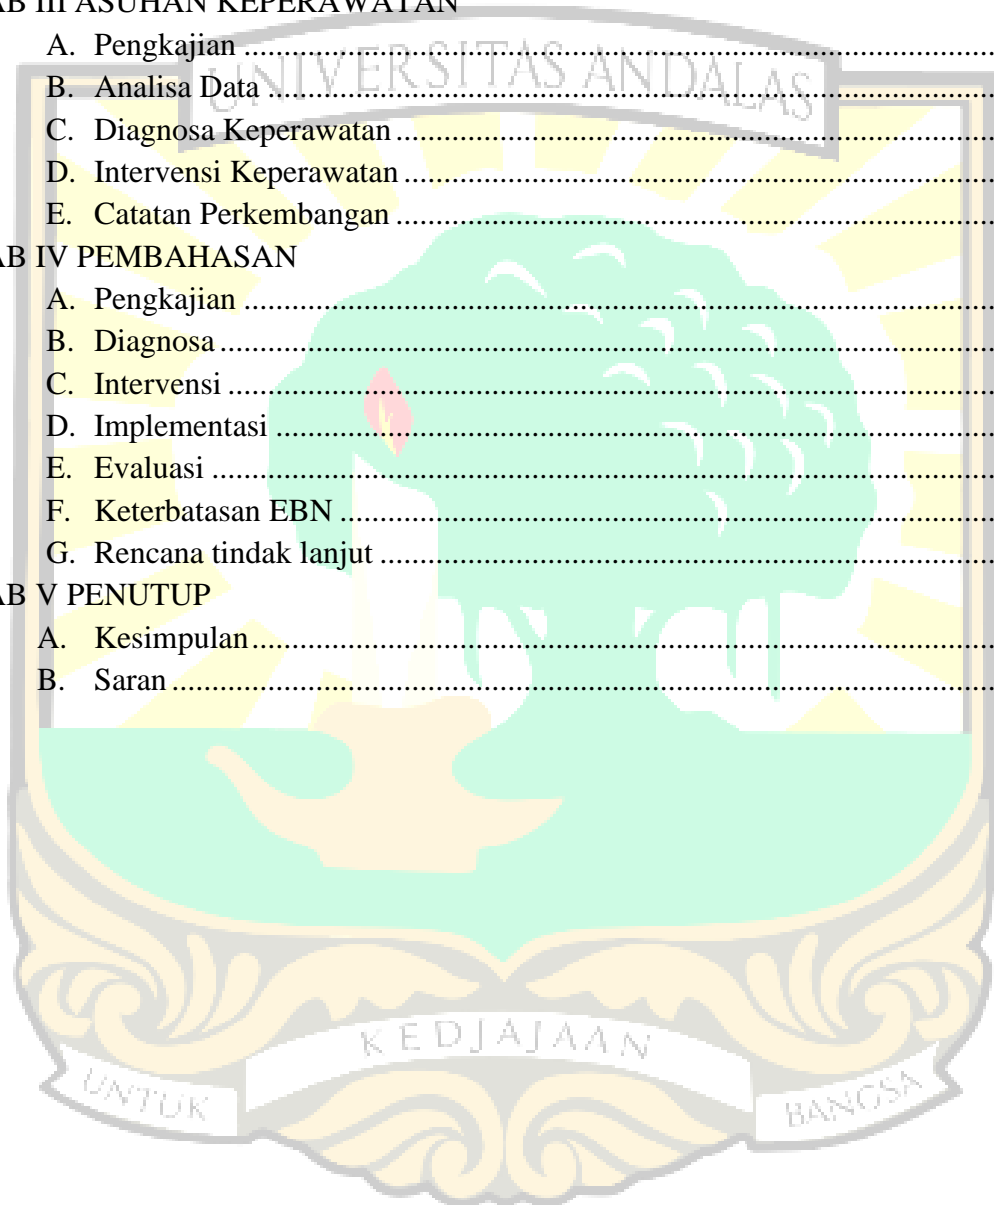 AB III ASUHAN KEPERAWATAN
A. Pengkajian ........................................................................
B. Analisa Data ........................................................................
C. Diagnosa Keperawatan ........................................................................
D. Intervensi Keperawatan ........................................................................
E. Catatan Perkembangan ........................................................................
AB IV PEMBAHASAN
A. Pengkajian ........................................................................
B. Diagnosa ........................................................................
C. Intervensi ........................................................................
D. Implementasi ........................................................................
E. Evaluasi ........................................................................
F. Keterbatasan EBN ........................................................................
G. Rencana tindak lanjut ........................................................................
AB V PENUTUP
A. Kesimpulan ........................................................................
B. Saran ........................................................................
UNIVERSITAS ANDALAS
KEDJAJAAN
UNTUK
BANGSA